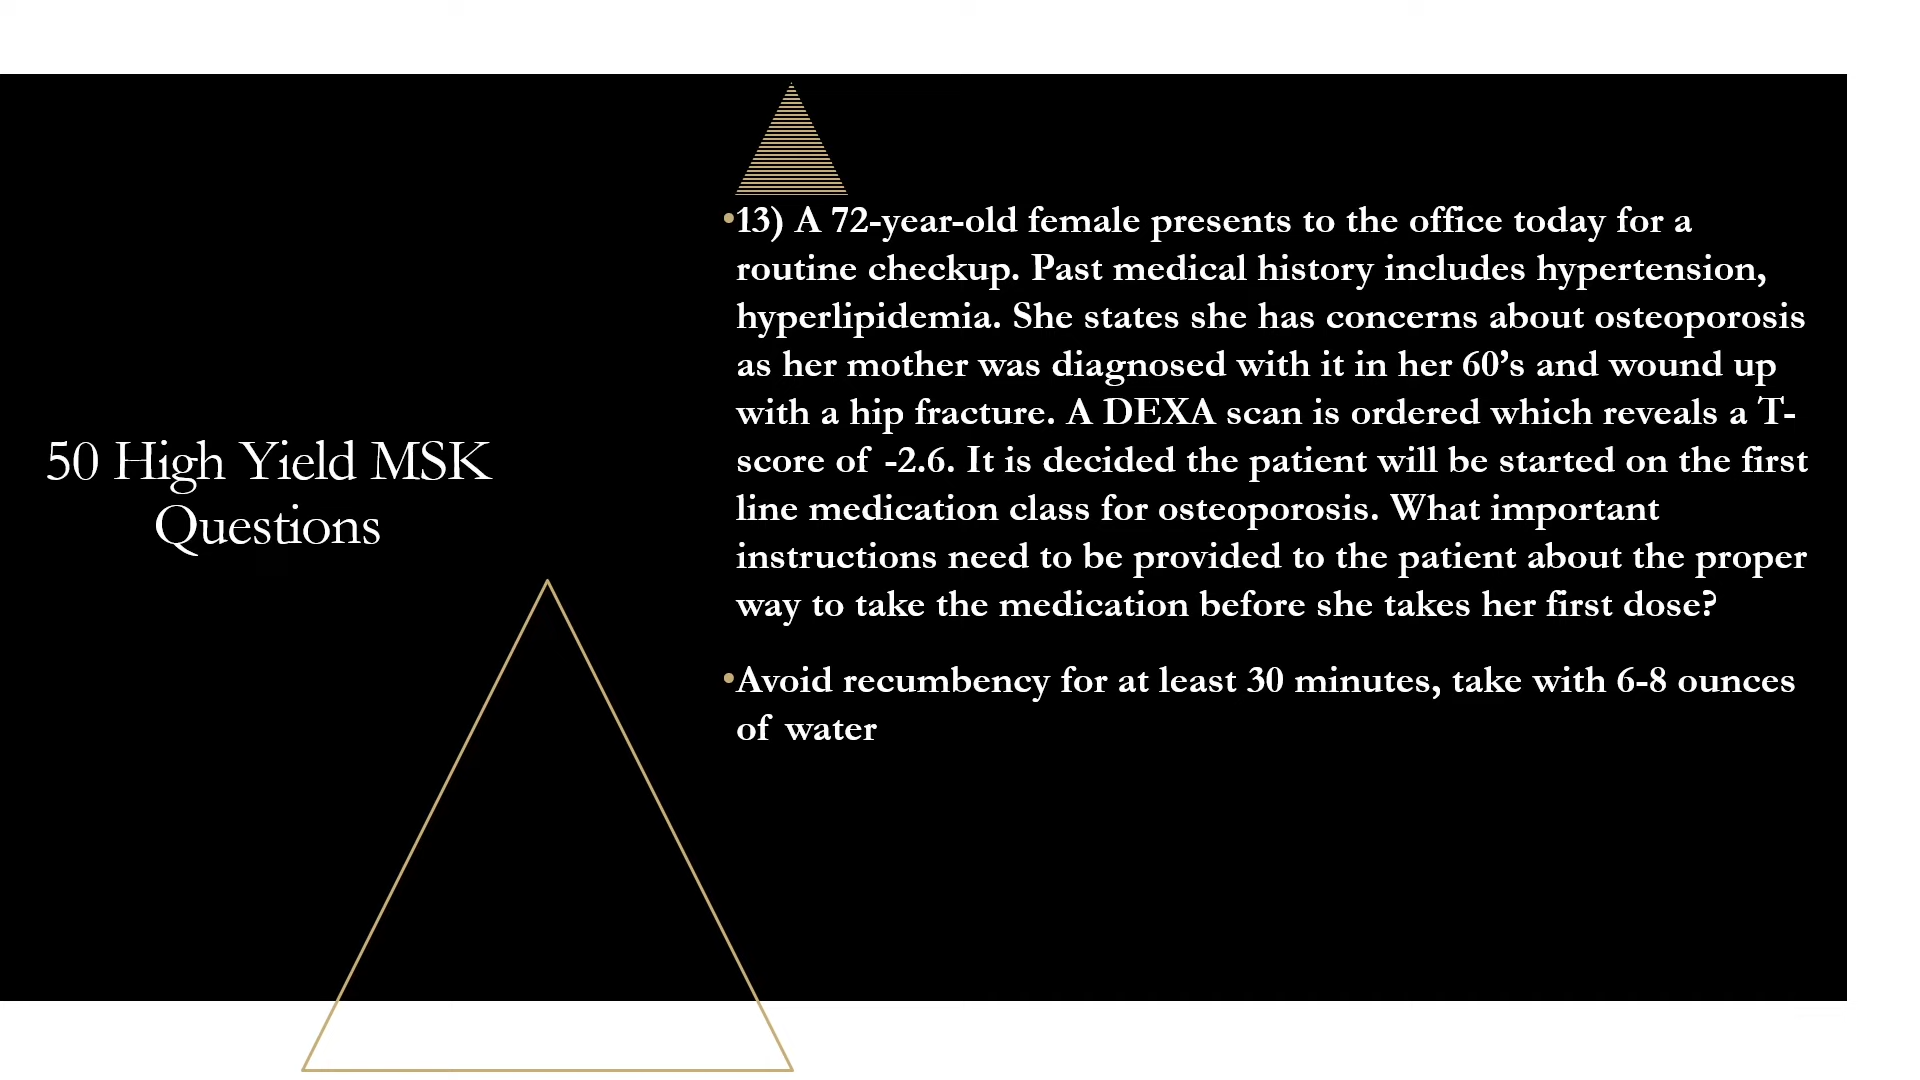 50 High Yield MSK
Questions
•13) A 72-year-old female presents to the office today for a
routine checkup. Past medical history includes hypertension,
hyperlipidemia. She states she has concerns about osteoporosis
as her mother was diagnosed with it in her 60’s and wound up
with a hip fracture. A DEXA scan is ordered which reveals a T-
score of -2.6. It is decided the patient will be started on the first
line medication class for osteoporosis. What important
instructions need to be provided to the patient about the proper
way to take the medication before she takes her first dose?
•Avoid recumbency for at least 30 minutes, take with 6-8 ounces
of water